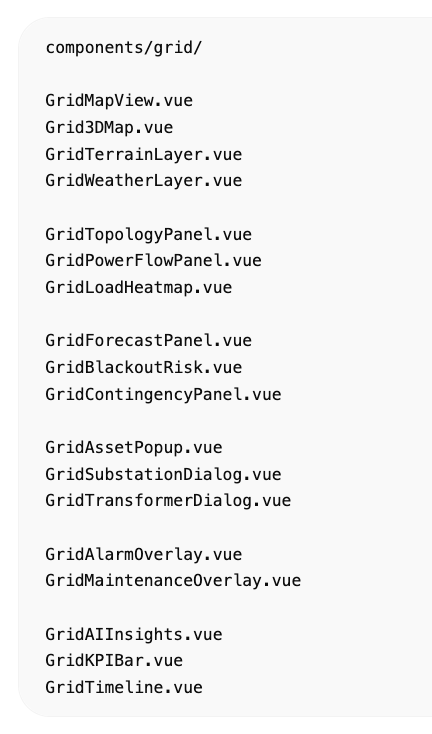 components/grid/
GridMapView.vue
Grid3DMap.vue
GridTerrainLayer.vue
GridWeatherLayer.vue
GridTopologyPanel.vue
GridPowerFlowPanel.vue
GridLoadHeatmap.vue
GridForecastPanel.vue
GridBlackoutRisk.vue
GridContingencyPanel.vue
GridAssetPopup.vue
GridSubstationDialog.vue
GridTransformerDialog.vue
GridAlarmOverlay.vue
GridMaintenanceOverlay.vue
GridAIInsights.vue
GridKPIBar.vue
GridTimeline.vue